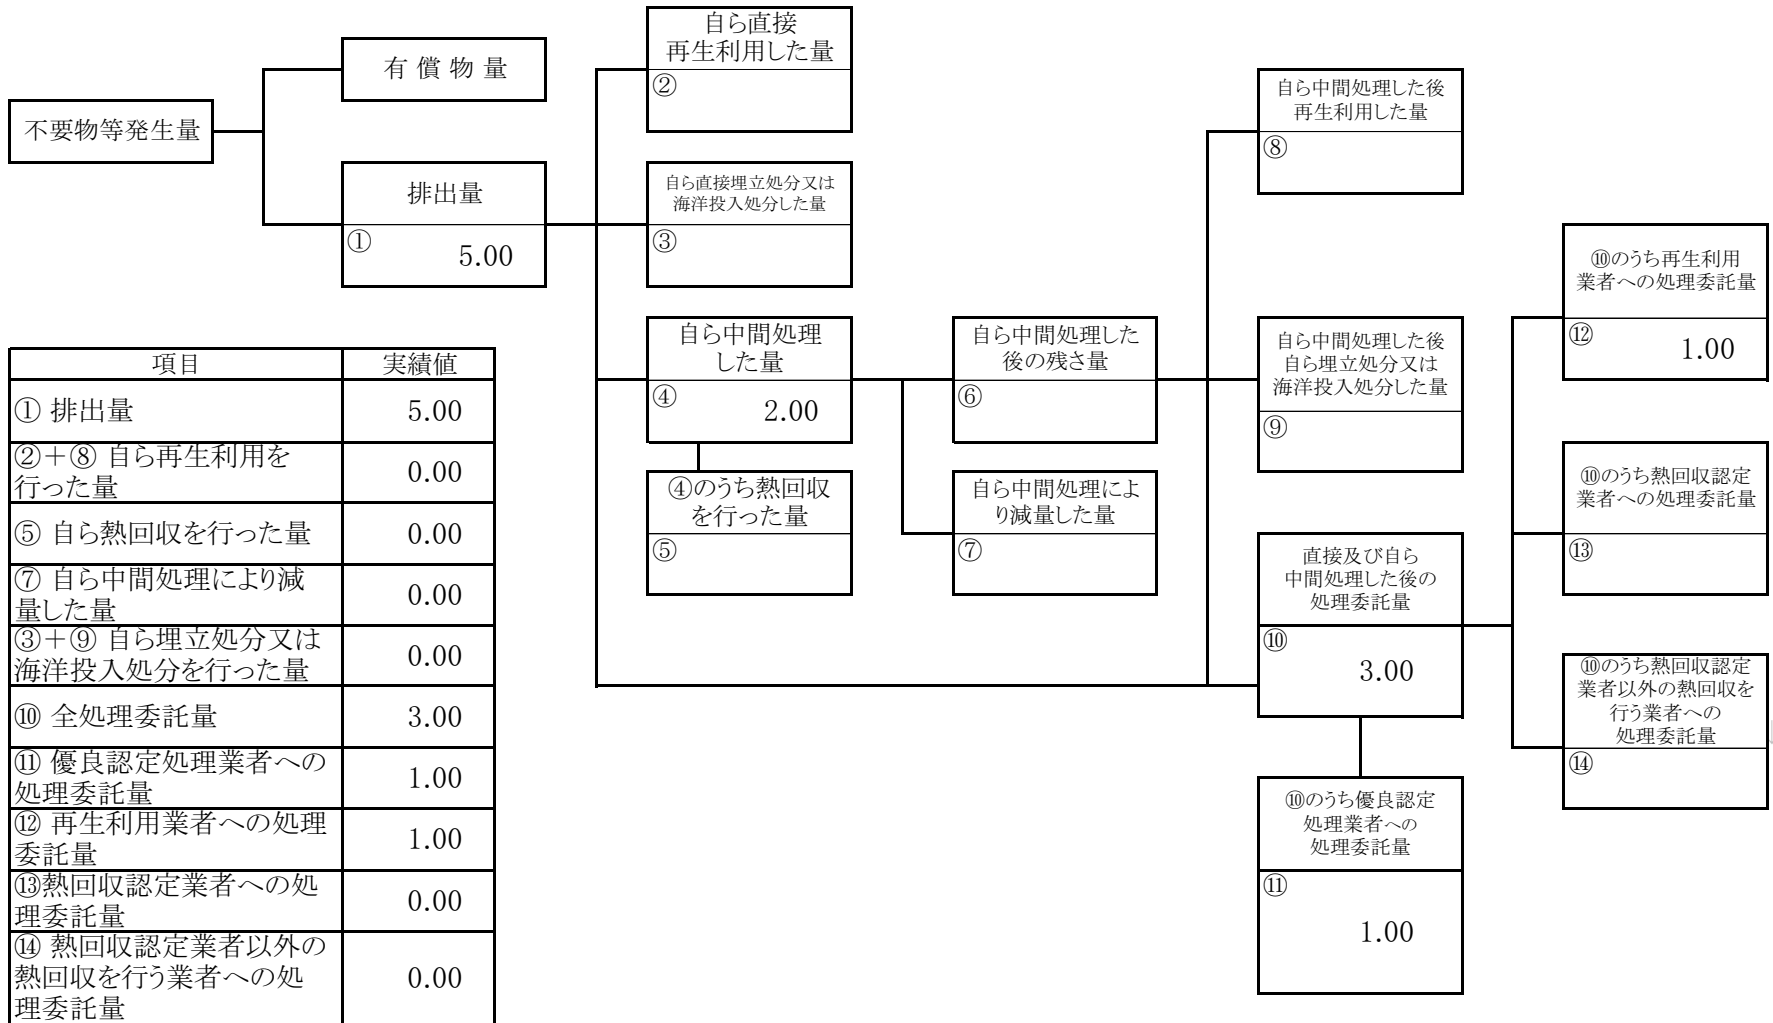 不要物等発生量
有 償 物 量
排出量
①
5.00
自ら直接
再生利用した量
②
自ら直接埋立処分又は
海洋投入処分した量
③
自ら中間処理
した量
④
2.00
④のうち熱回収
を行った量
⑤
自ら中間処理した
後の残さ量
⑥
自ら中間処理によ
り減量した量
⑦
自ら中間処理した後
再生利用した量
⑧
自ら中間処理した後
自ら埋立処分又は
海洋投入処分した量
⑨
直接及び自ら
中間処理した後の
処理委託量
⑩
3.00
⑩のうち優良認定
処理業者への
処理委託量
⑪
1.00
⑩のうち再生利用
業者への処理委託量
⑫
1.00
⑩のうち熱回収認定
業者への処理委託量
⑬
⑩のうち熱回収認定
業者以外の熱回収を
行う業者への
処理委託量
⑭
項目 実績値
① 排出量 5.00
②＋⑧ 自ら再生利用を
行った量 0.00
⑤ 自ら熱回収を行った量 0.00
⑦ 自ら中間処理により減
量した量 0.00
③＋⑨ 自ら埋立処分又は
海洋投入処分を行った量 0.00
⑩ 全処理委託量 3.00
⑪ 優良認定処理業者への
処理委託量 1.00
⑫ 再生利用業者への処理
委託量 1.00
⑬熱回収認定業者への処
理委託量 0.00
⑭ 熱回収認定業者以外の
熱回収を行う業者への処
理委託量 0.00